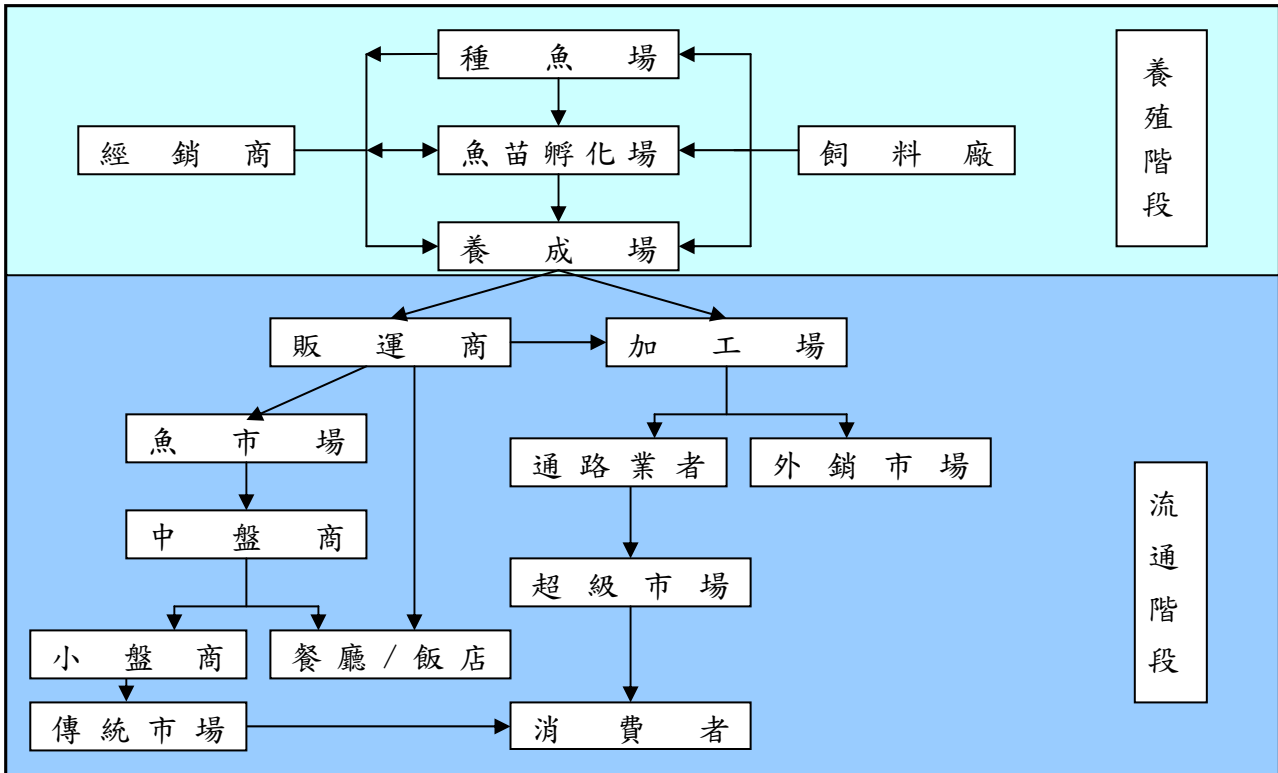 種魚場
養殖階段
經銷商
魚苗孵化場
飼料廠
養成場
販運商
加工場
魚市場
通路業者
外銷市場
流通階段
中盤商
超級市場
小盤商
餐廳/飯店
傳統市場
消費者